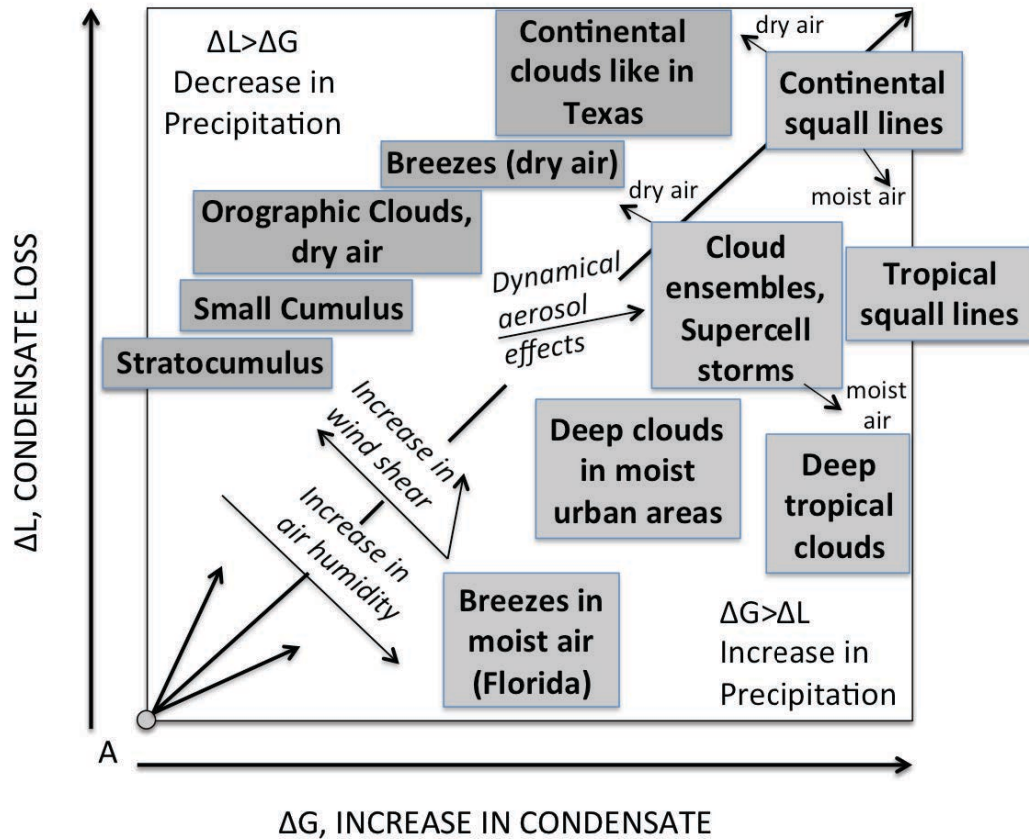 ΔL>ΔG
Decrease in
Precipitation
Continental
clouds like in
Texas
dry air
Continental
squall lines
moist air
Breezes (dry air)
dry air
Orographic Clouds,
dry air
Small Cumulus
Stratocumulus
Dynamical
aerosol
effects
Cloud
ensembles,
Supercell
storms
Tropical
squall lines
moist
air
Increase in
wind shear
Increase in
air humidity
Deep clouds
in moist
urban areas
Deep
tropical
clouds
Breezes in
moist air
(Florida)
ΔG>ΔL
Increase in
Precipitation
ΔL, CONDENSATE LOSS
A
ΔG, INCREASE IN CONDENSATE